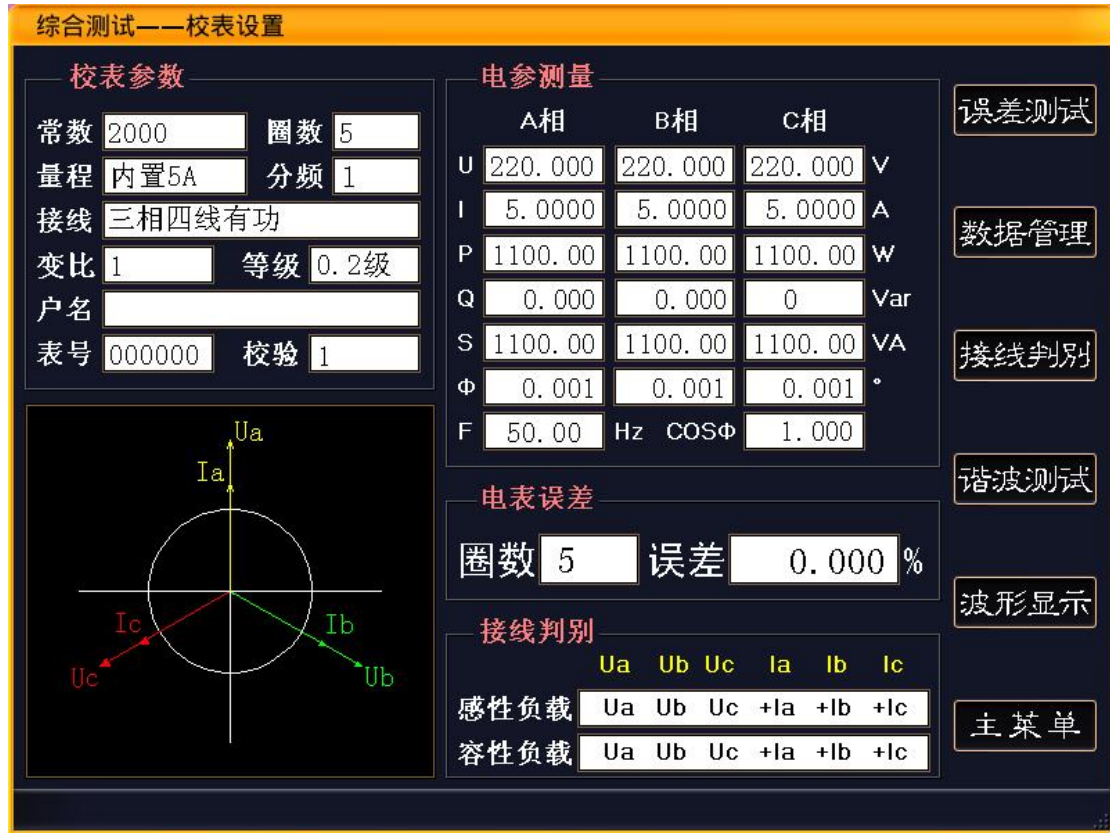 综合测试——校表设置
校表参数
常数 2000 圈数 5
量程 内置5A 分频 1
接线 三相四线有功
变比 1 等级 0.2级
户名
表号 000000 校验 1
Ua
Ia
Ic Ib
Uc Ub
电参测量
A相 B相 C相
U 220.000 220.000 220.000 V
I 5.0000 5.0000 5.0000 A
P 1100.00 1100.00 1100.00 W
Q 0.000 0.000 0 Var
S 1100.00 1100.00 1100.00 VA
Φ 0.001 0.001 0.001 °
F 50.00 Hz COSΦ 1.000
电表误差
圈数 5 误差 0.000 %
接线判别
Ua Ub Uc Ia Ib Ic
感性负载 Ua Ub Uc +Ia +Ib +Ic
容性负载 Ua Ub Uc +Ia +Ib +Ic
误差测试
数据管理
接线判别
谐波测试
波形显示
主菜单